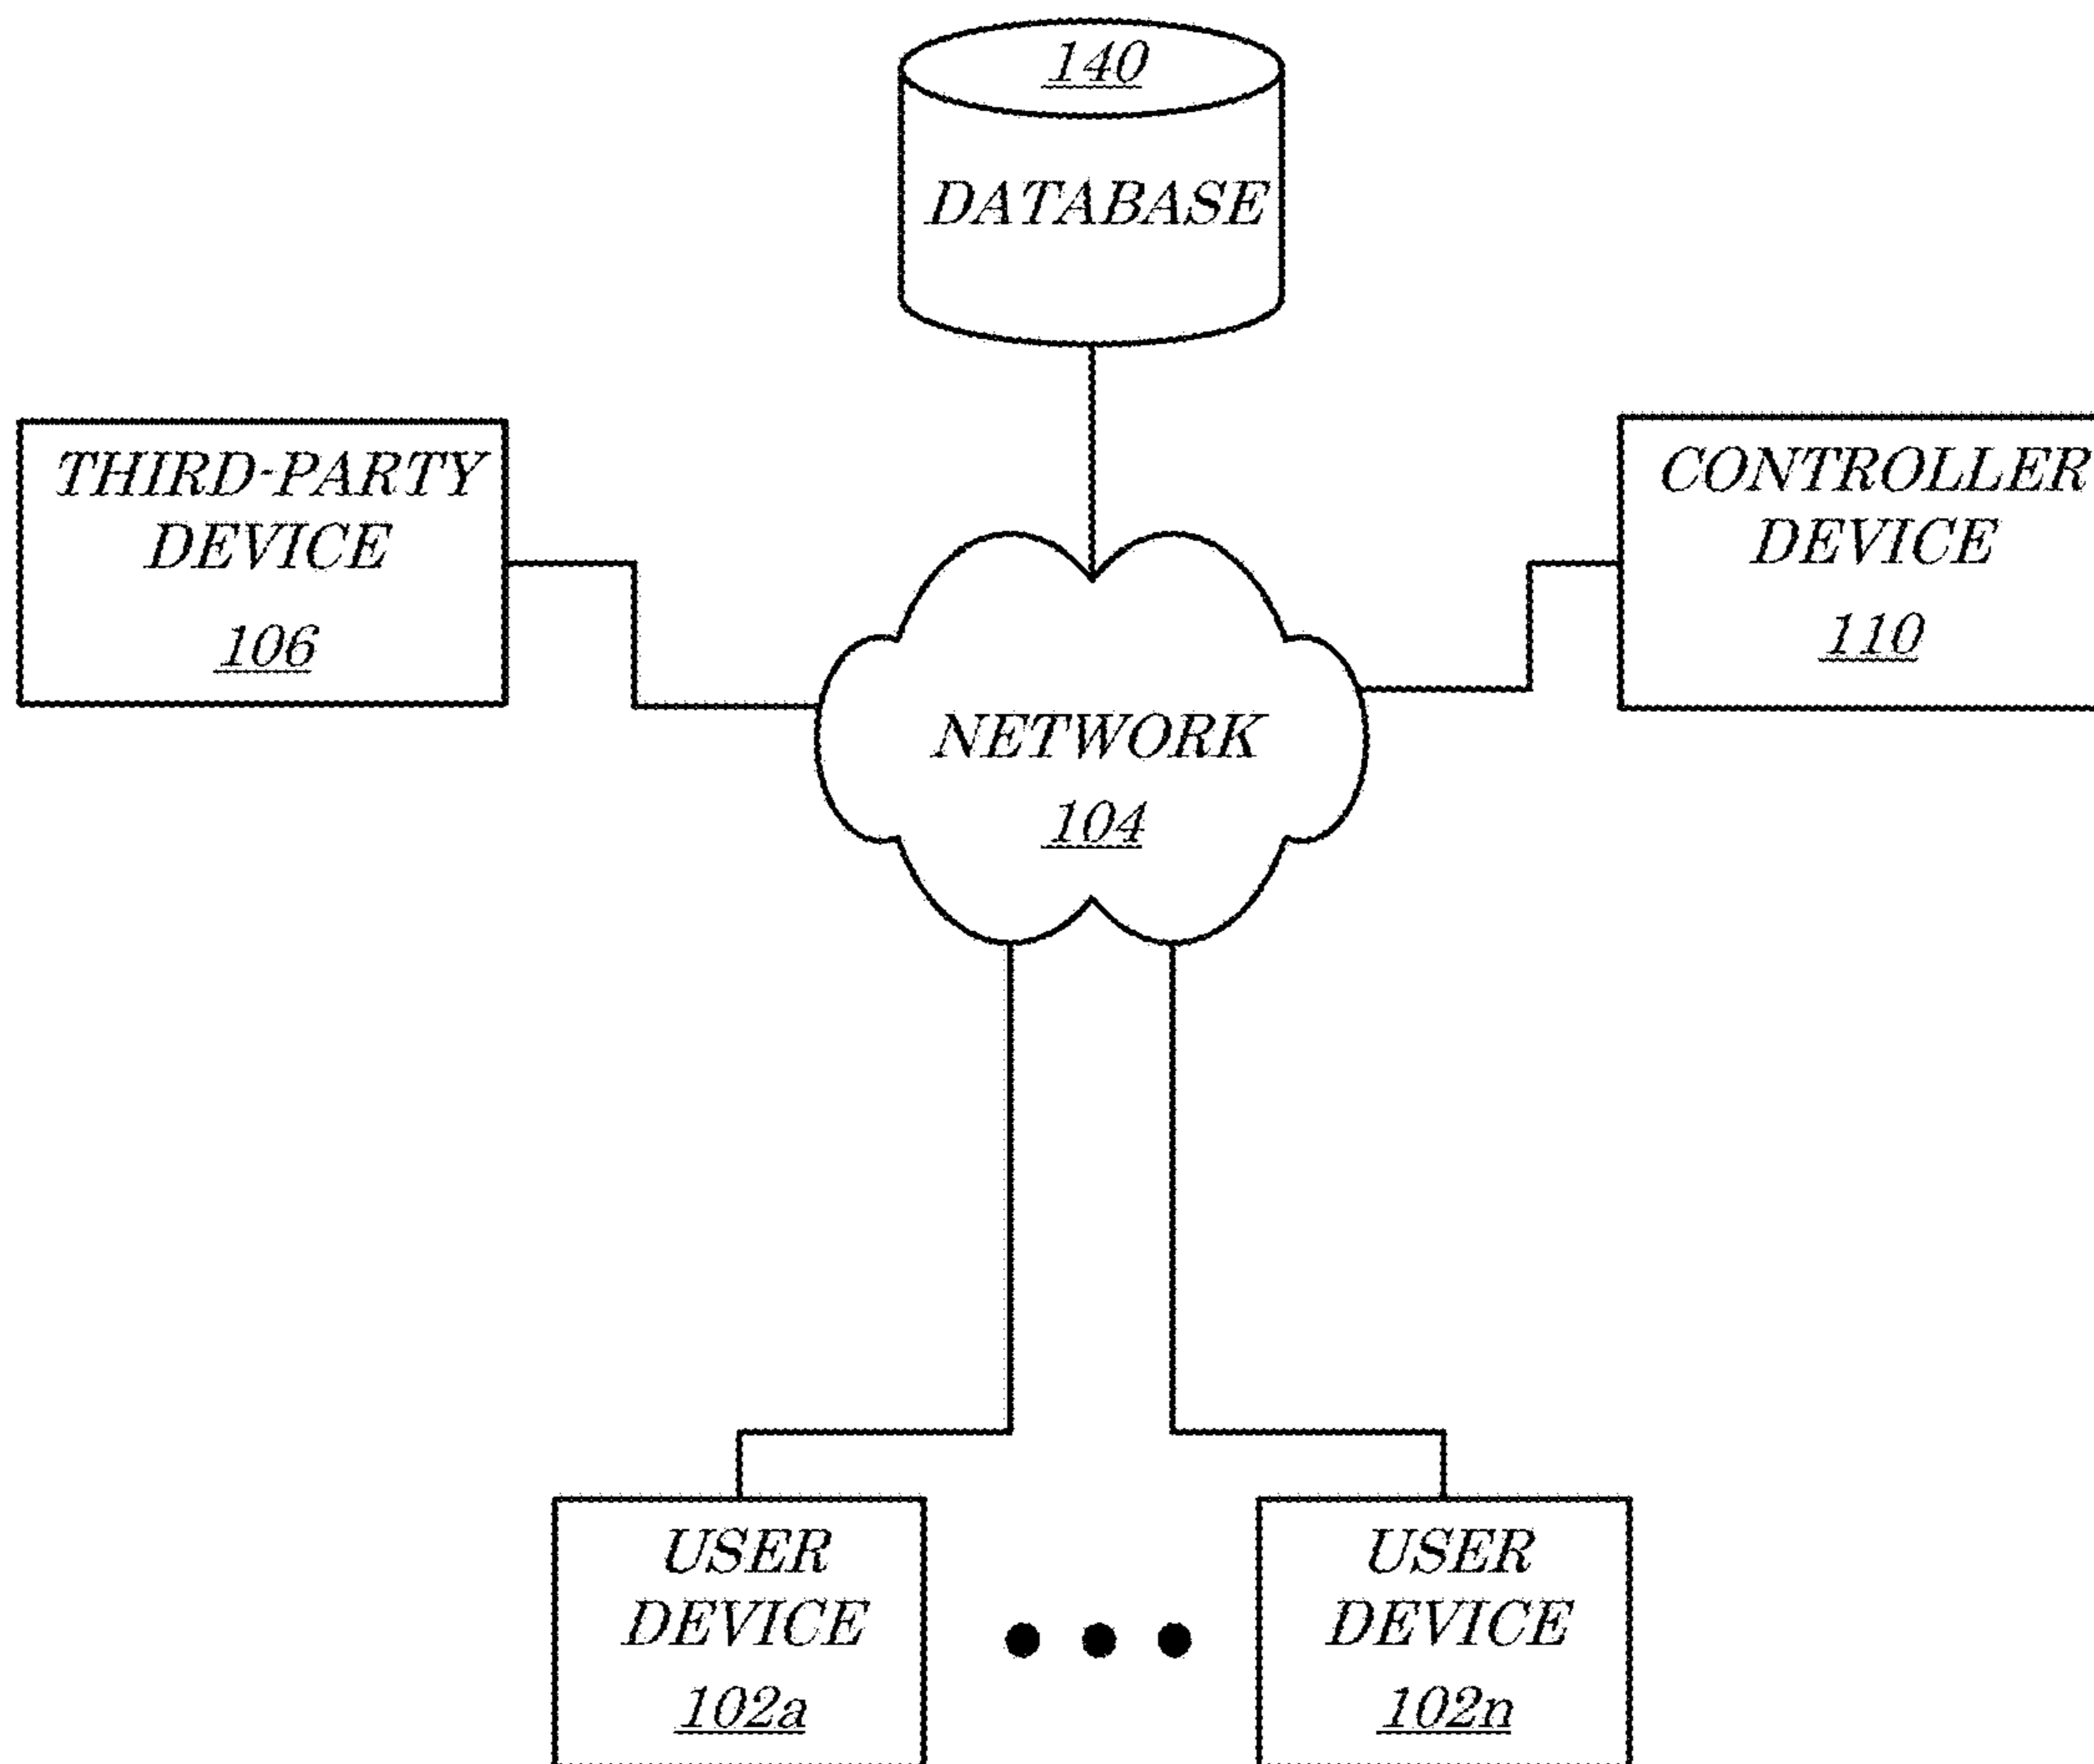 140
DATABASE
THIRD-PARTY
DEVICE
106
CONTROLLER
DEVICE
110
NETWORK
104
USER
DEVICE
102a
USER
DEVICE
102n